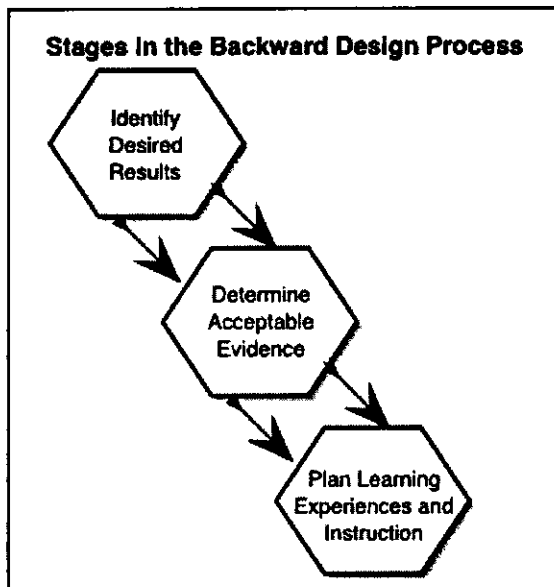 Stages in the Backward Design Process
Identify
Desired
Results
Determine
Acceptable
Evidence
Plan Learning
Experiences and
Instruction